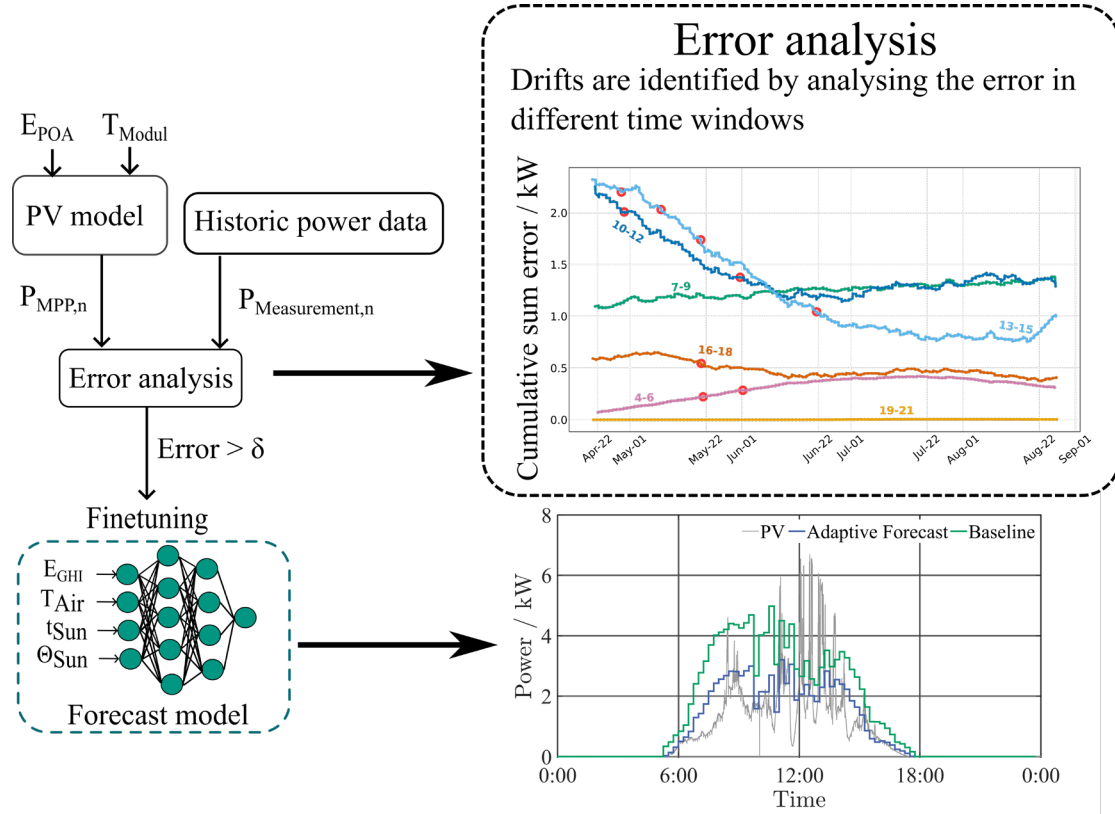 Error analysis
Drifts are identified by analysing the error in
different time windows
E_POA
T_Modul
PV model
Historic power data
P_MPP,n
P_Measurement,n
Error analysis
Error > δ
Finetuning
E_GHI
T_Air
t_Sun
Θ_Sun
Forecast model
Cumulative sum error / kW
2.0
1.5
1.0
0.5
0.0
10-12
7-9
13-15
16-18
4-6
19-21
Apr-22
May-01
May-22
Jun-01
Jun-22
Jul-01
Jul-22
Aug-01
Aug-22
Sep-01
PV
Adaptive Forecast
Baseline
Power / kW
8
6
4
2
0
0:00
6:00
12:00
18:00
0:00
Time